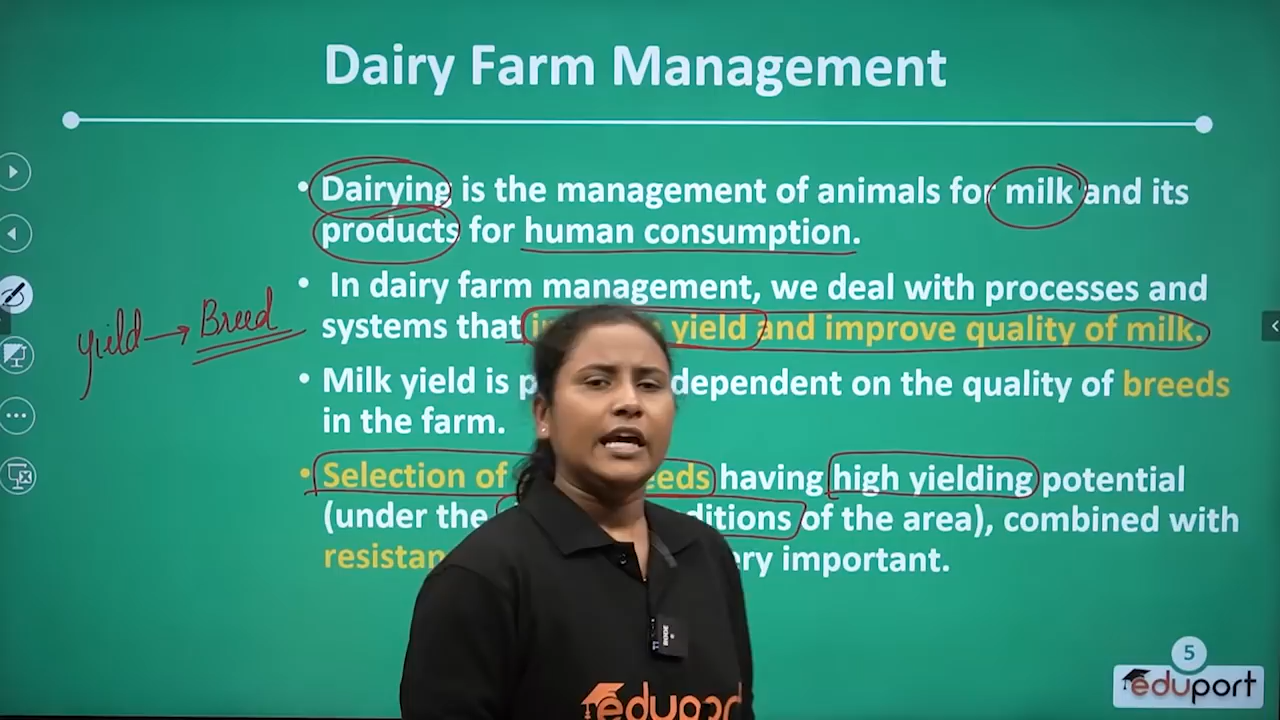 Dairy Farm Management
• Dairying is the management of animals for milk and its
products for human consumption.
• In dairy farm management, we deal with processes and
systems that yield and improve quality of milk.
yield → Breed
• Milk yield is dependent on the quality of breeds
in the farm.
• Selection of having high yielding potential
(under the of the area), combined with
important.
5
eduport
eduport
RODE